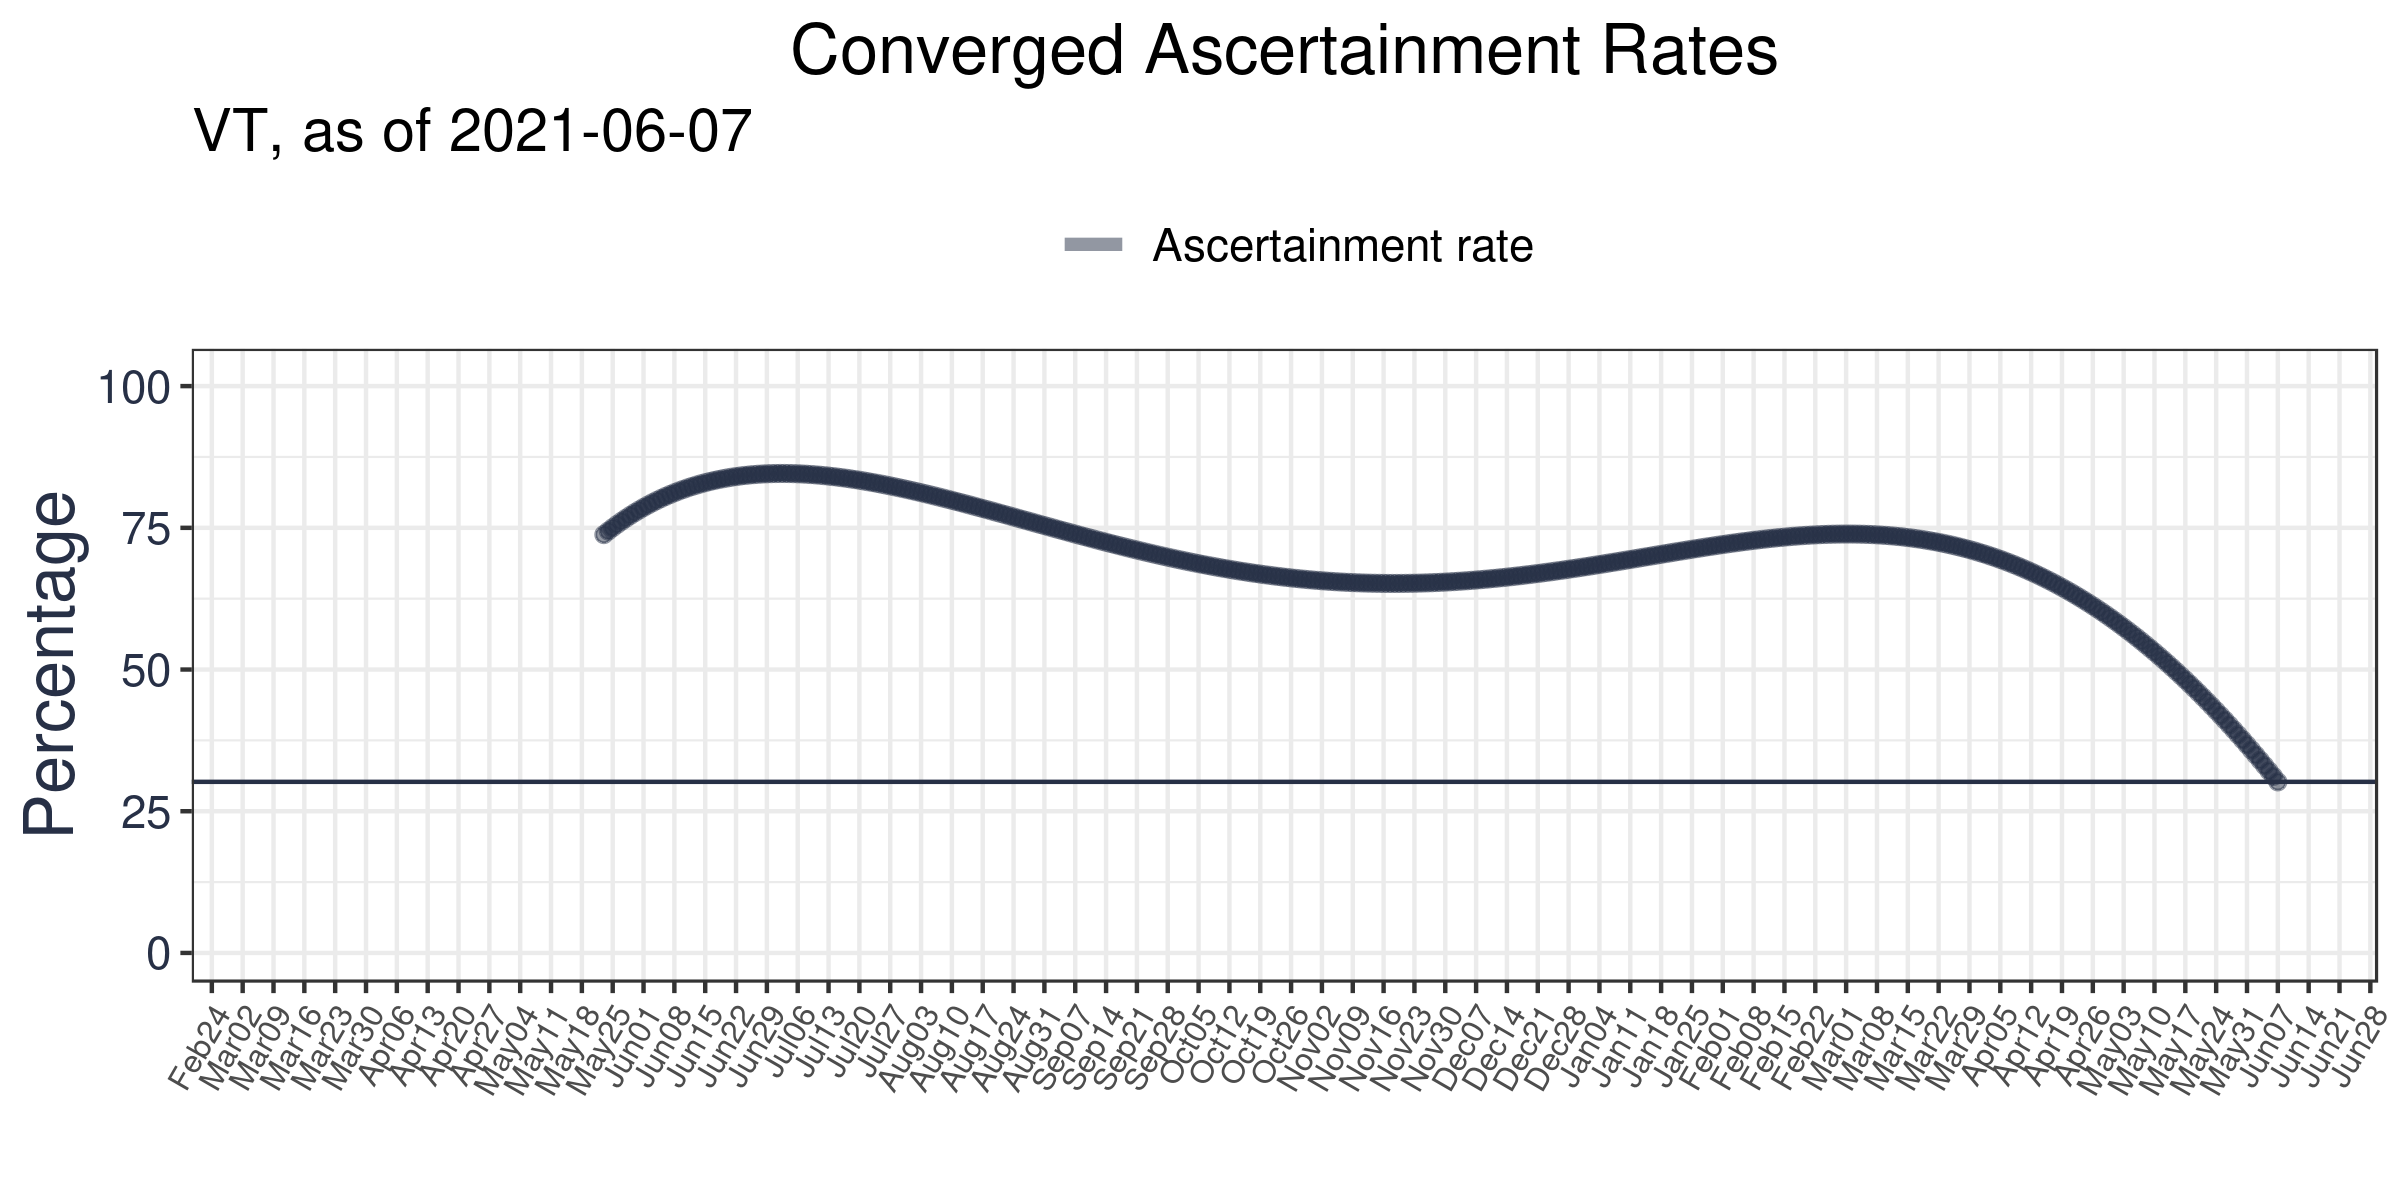 Converged Ascertainment Rates
VT, as of 2021-06-07
Ascertainment rate
Percentage
100
75
50
25
0
Feb24
Mar02
Mar09
Mar16
Mar23
Mar30
Apr06
Apr13
Apr20
Apr27
May04
May11
May18
May25
Jun01
Jun08
Jun15
Jun22
Jun29
Jul06
Jul13
Jul20
Jul27
Aug03
Aug10
Aug17
Aug24
Aug31
Sep07
Sep14
Sep21
Sep28
Oct05
Oct12
Oct19
Oct26
Nov02
Nov09
Nov16
Nov23
Nov30
Dec07
Dec14
Dec21
Dec28
Jan04
Jan11
Jan18
Jan25
Feb01
Feb08
Feb15
Feb22
Mar01
Mar08
Mar15
Mar22
Mar29
Apr05
Apr12
Apr19
Apr26
May03
May10
May17
May24
May31
Jun07
Jun14
Jun21
Jun28